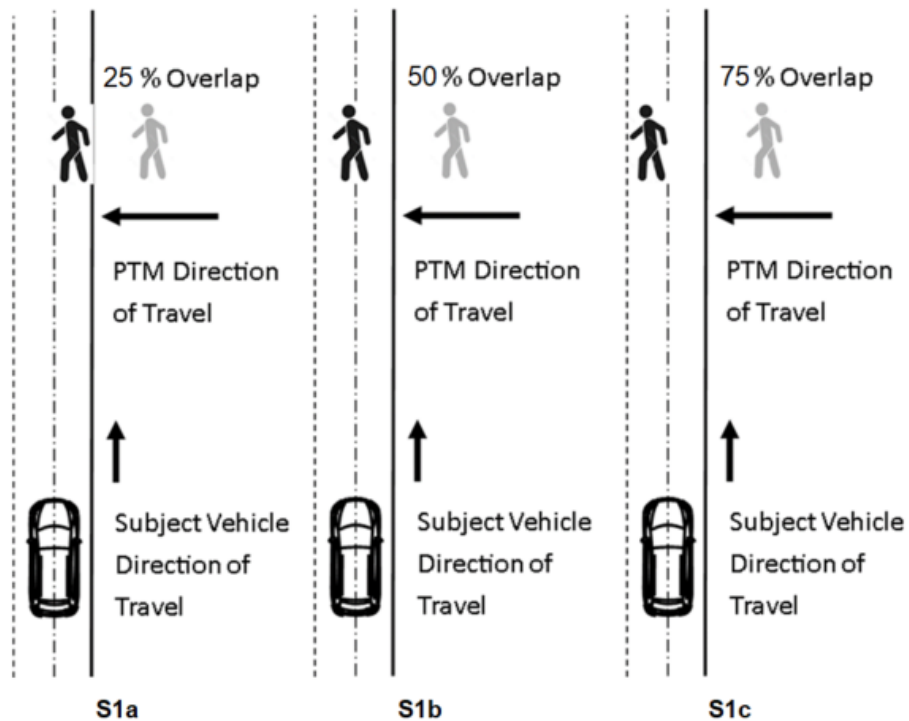 25 % Overlap
PTM Direction
of Travel
Subject Vehicle
Direction of
Travel
S1a
50 % Overlap
PTM Direction
of Travel
Subject Vehicle
Direction of
Travel
S1b
75 % Overlap
PTM Direction
of Travel
Subject Vehicle
Direction of
Travel
S1c